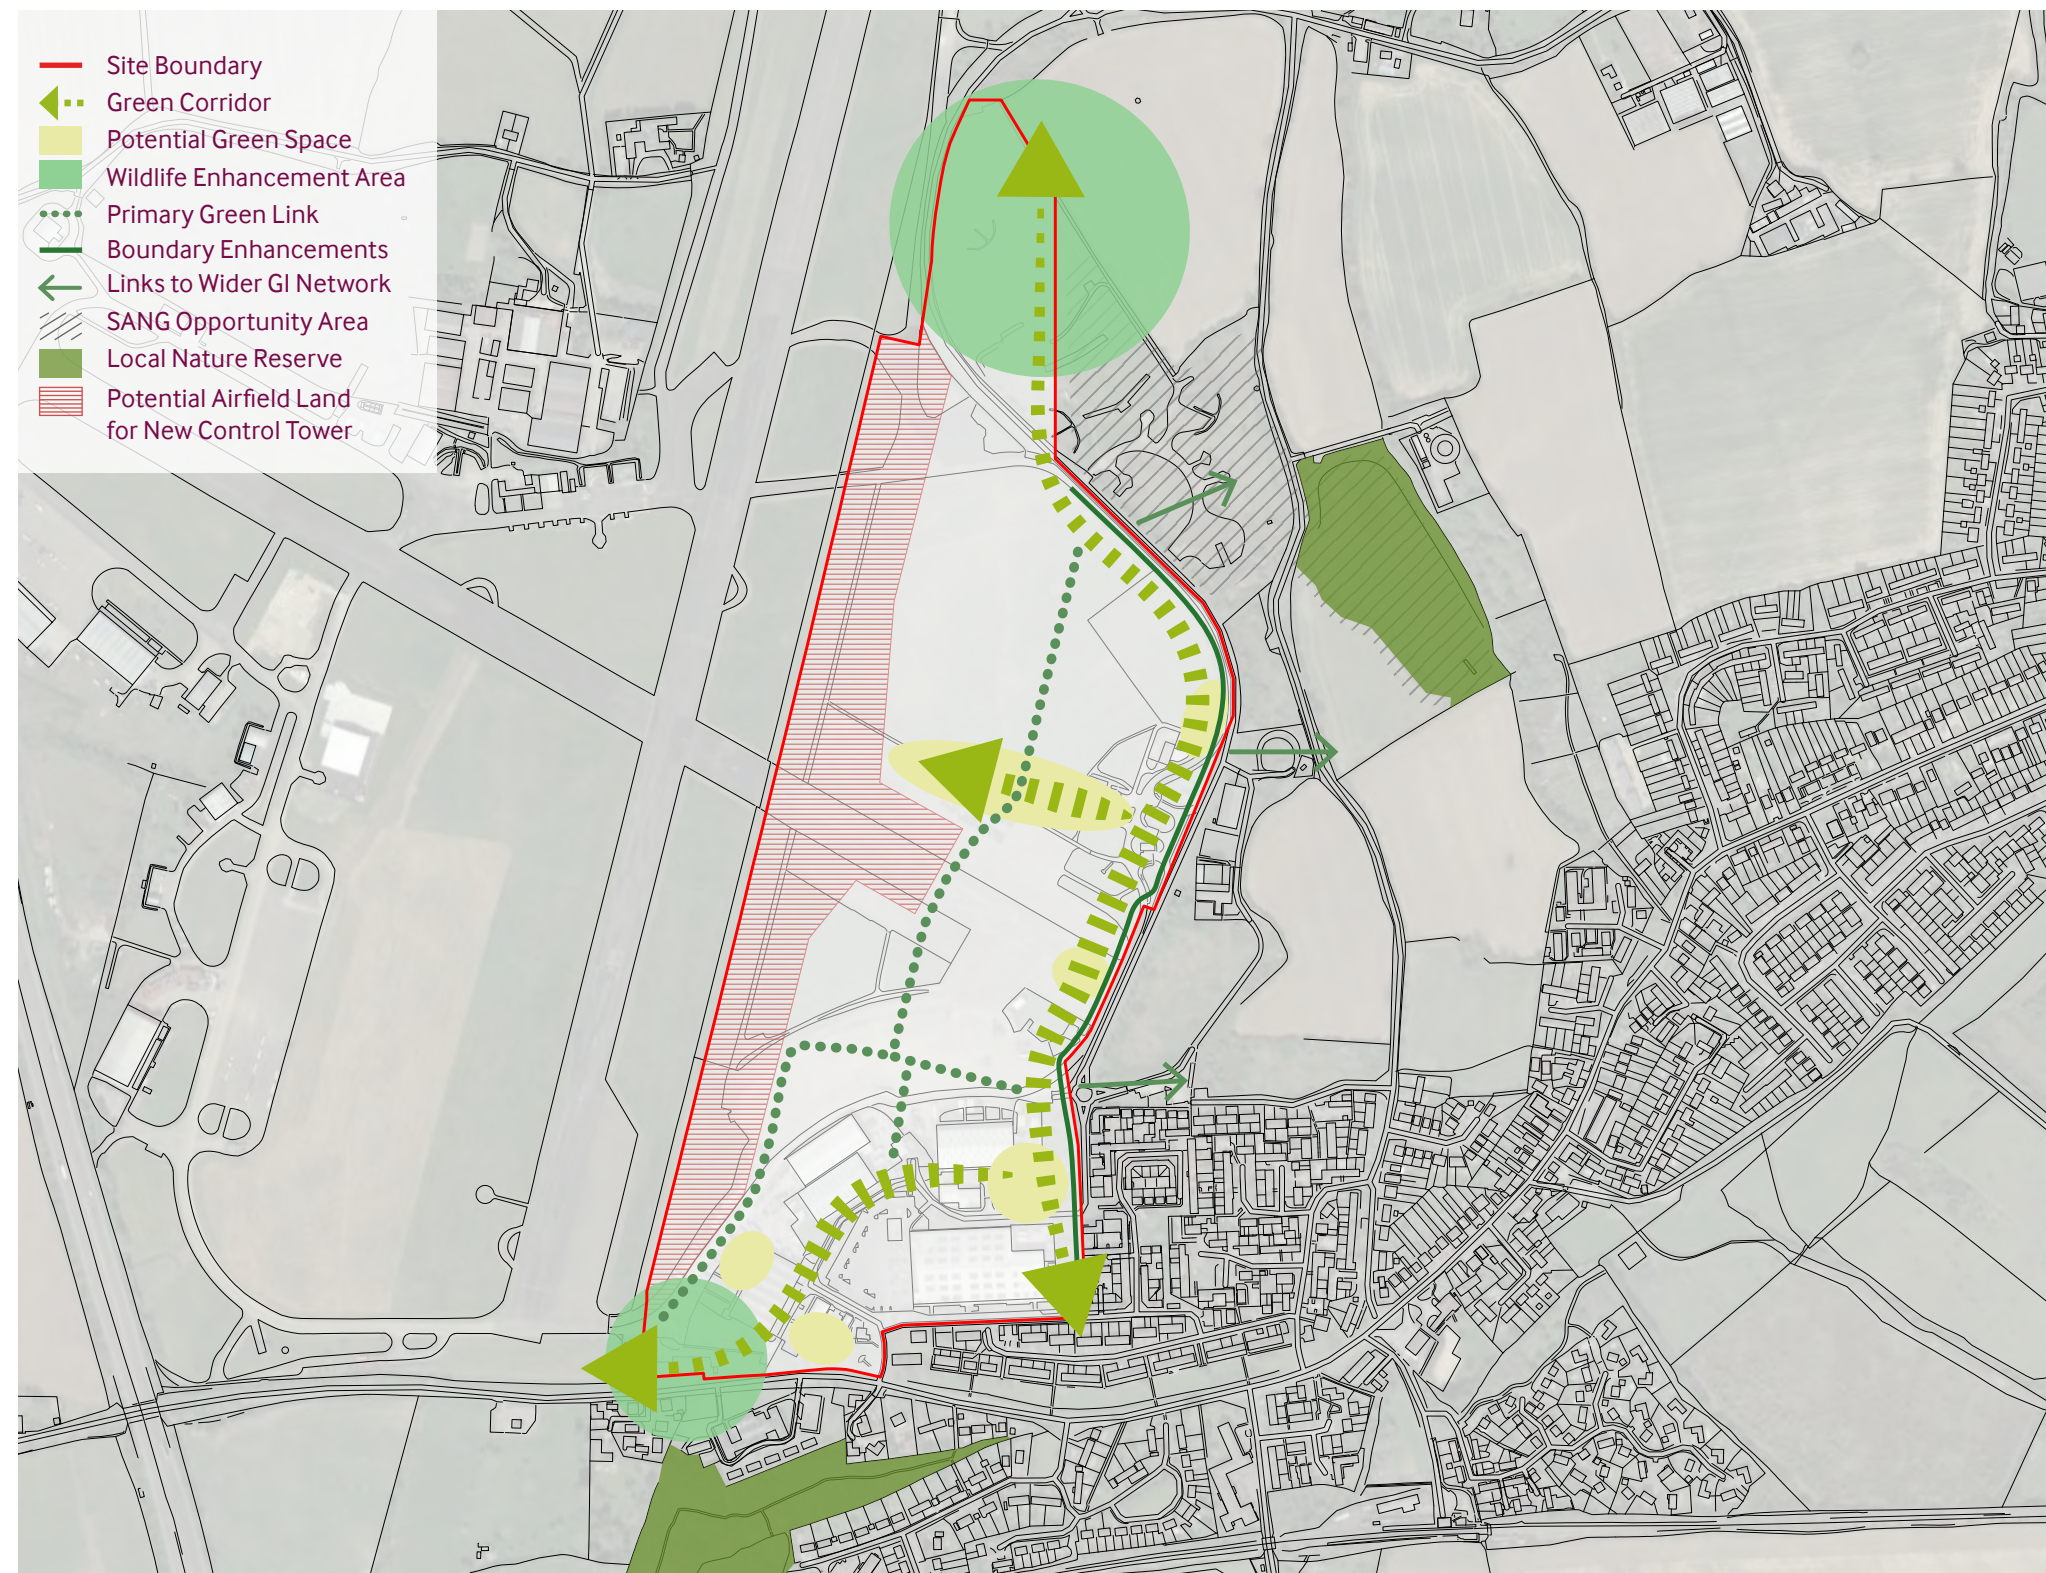 Site Boundary
Green Corridor
Potential Green Space
Wildlife Enhancement Area
Primary Green Link
Boundary Enhancements
Links to Wider GI Network
SANG Opportunity Area
Local Nature Reserve
Potential Airfield Land
for New Control Tower